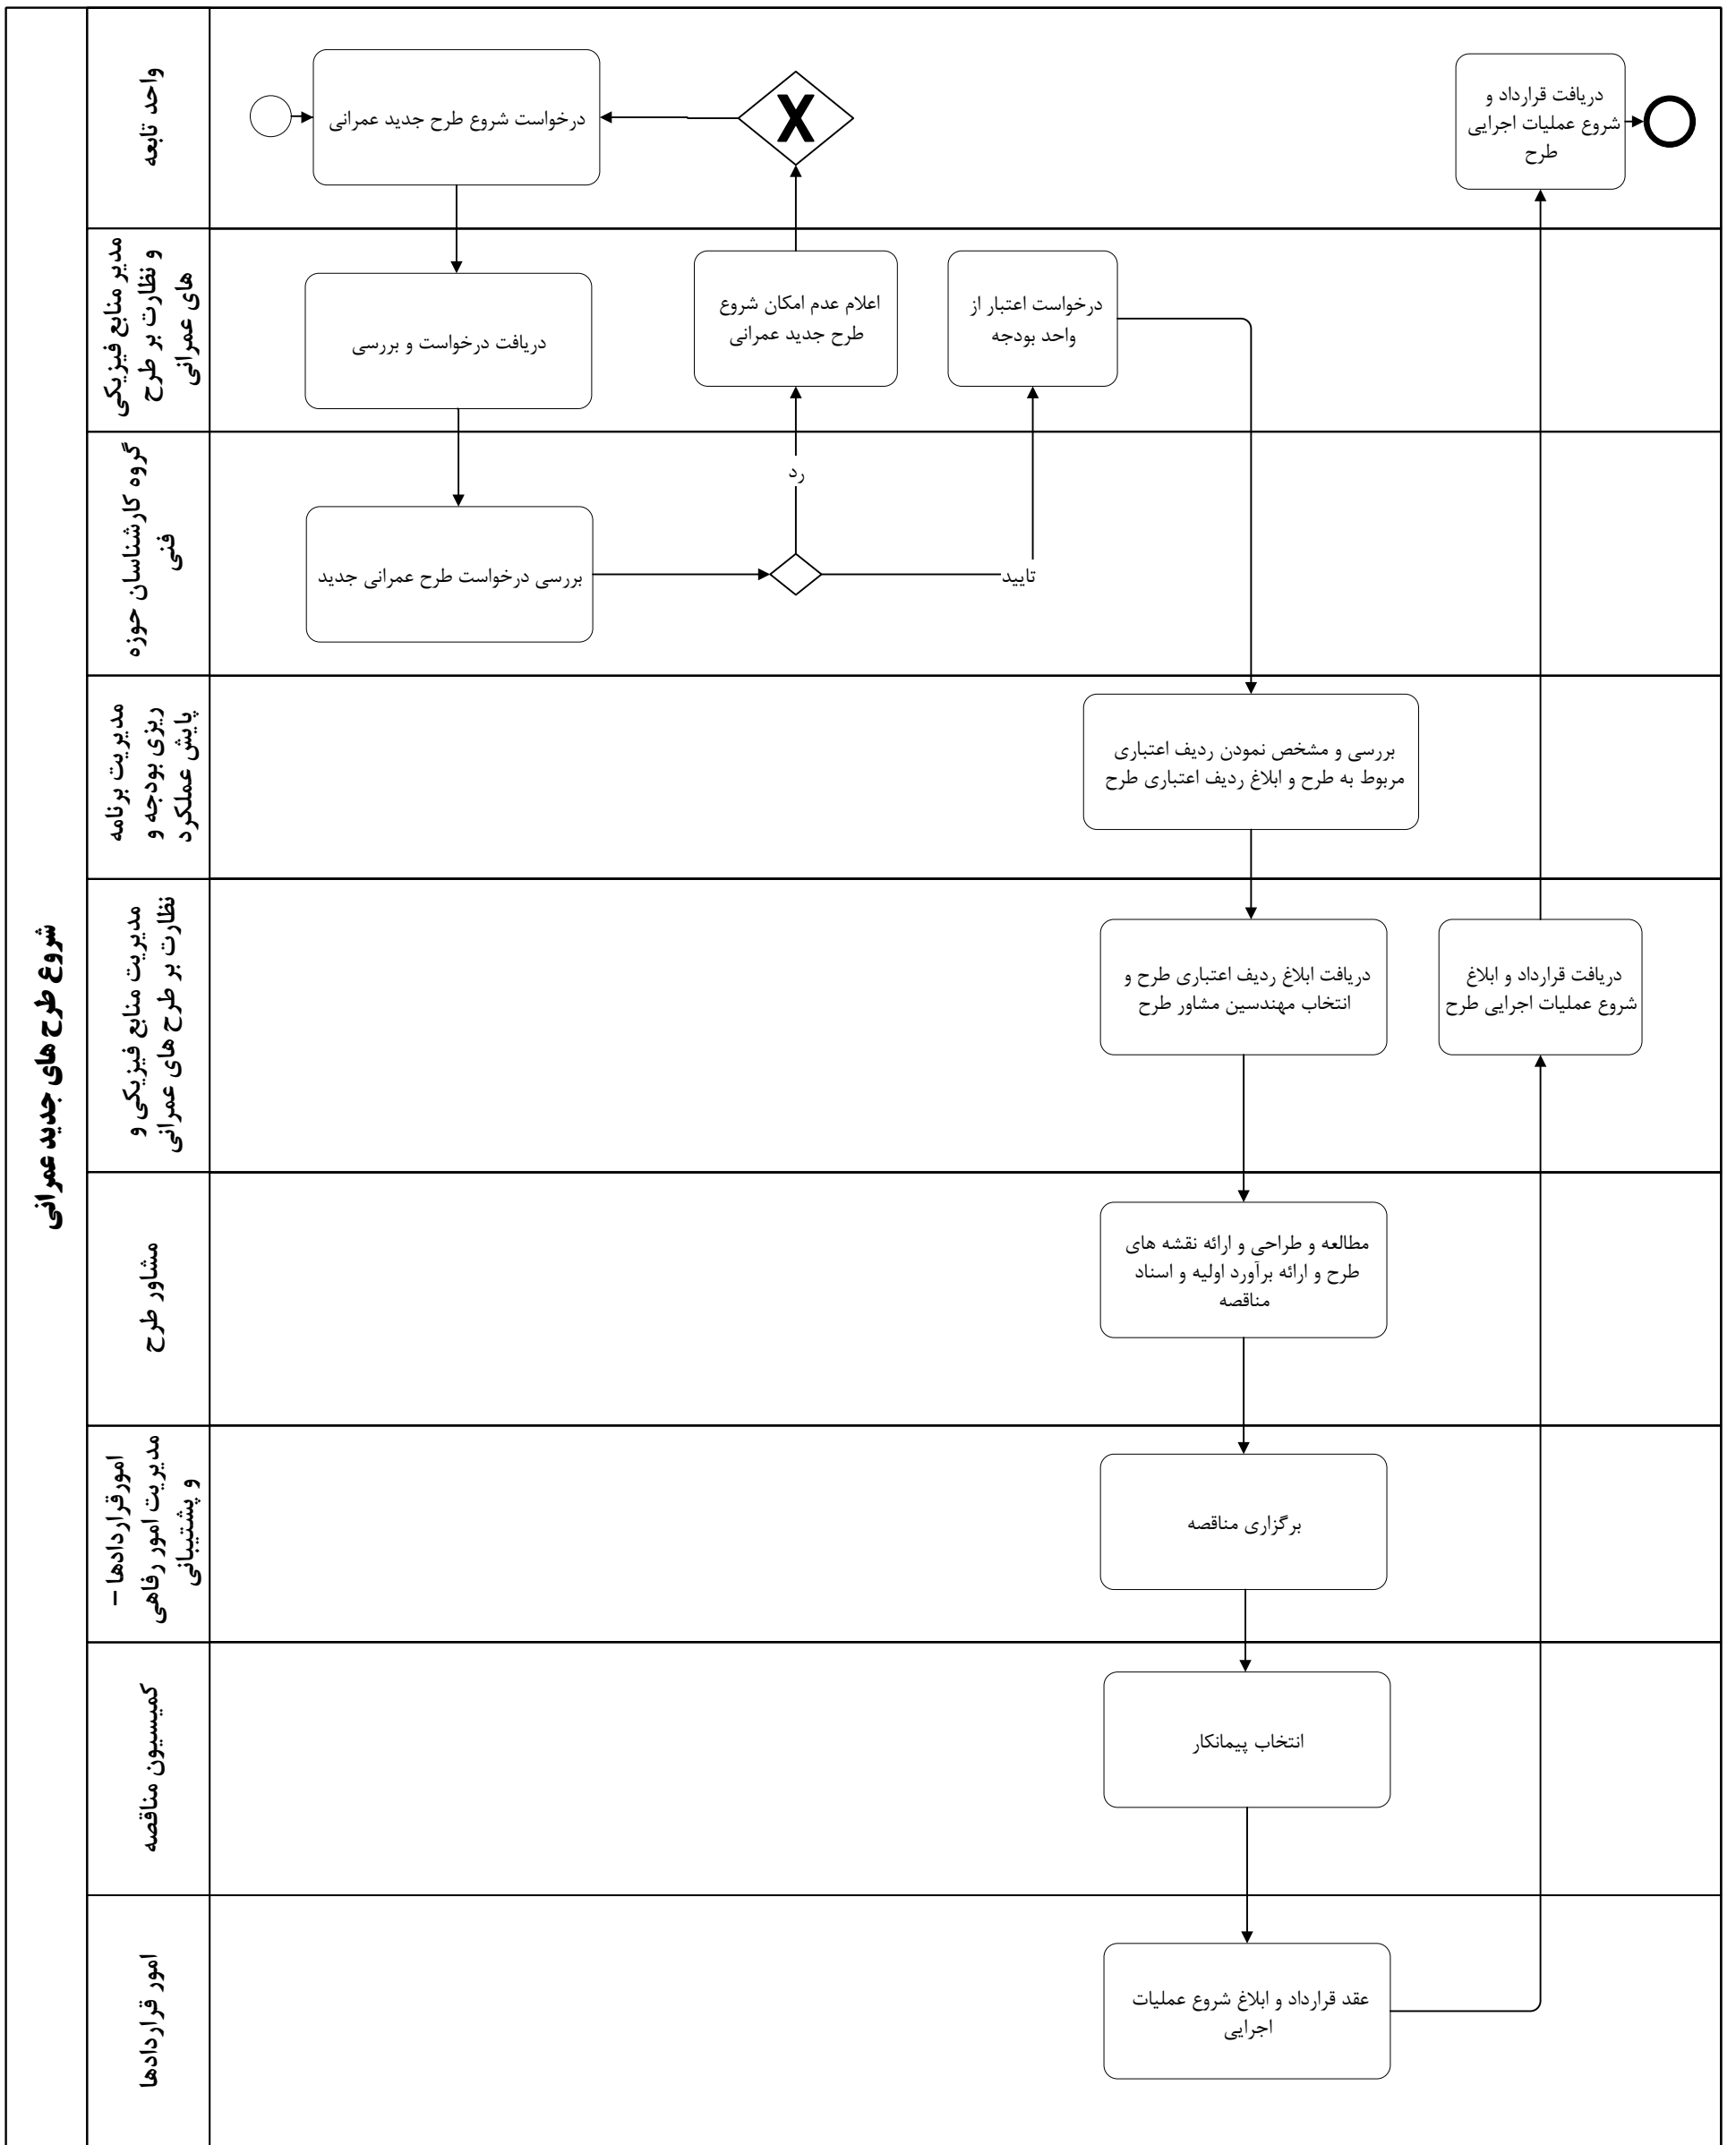 شروع طرح های جدید عمرانی
واحد تابعه
درخواست شروع طرح جدید عمرانی
X
دریافت قرارداد و
شروع عملیات اجرایی
طرح
مدیر منابع فیزیکی
و نظارت بر طرح
های عمرانی
دریافت درخواست و بررسی
اعلام عدم امکان شروع
طرح جدید عمرانی
درخواست اعتبار از
واحد بودجه
گروه کارشناسان حوزه
فنی
بررسی درخواست طرح عمرانی جدید
رد
تایید
مدیریت برنامه
ریزی بودجه و
پایش عملکرد
بررسی و مشخص نمودن ردیف اعتباری
مربوط به طرح و ابلاغ ردیف اعتباری طرح
مدیریت منابع فیزیکی و
نظارت بر طرح های عمرانی
دریافت ابلاغ ردیف اعتباری طرح و
انتخاب مهندسین مشاور طرح
دریافت قرارداد و ابلاغ
شروع عملیات اجرایی طرح
مشاور طرح
مطالعه و طراحی و ارائه نقشه های
طرح و ارائه برآورد اولیه و اسناد
مناقصه
امورقراردادها –
مدیریت امور رفاهی
و پشتیبانی
برگزاری مناقصه
کمیسیون مناقصه
انتخاب پیمانکار
امور قراردادها
عقد قرارداد و ابلاغ شروع عملیات
اجرایی